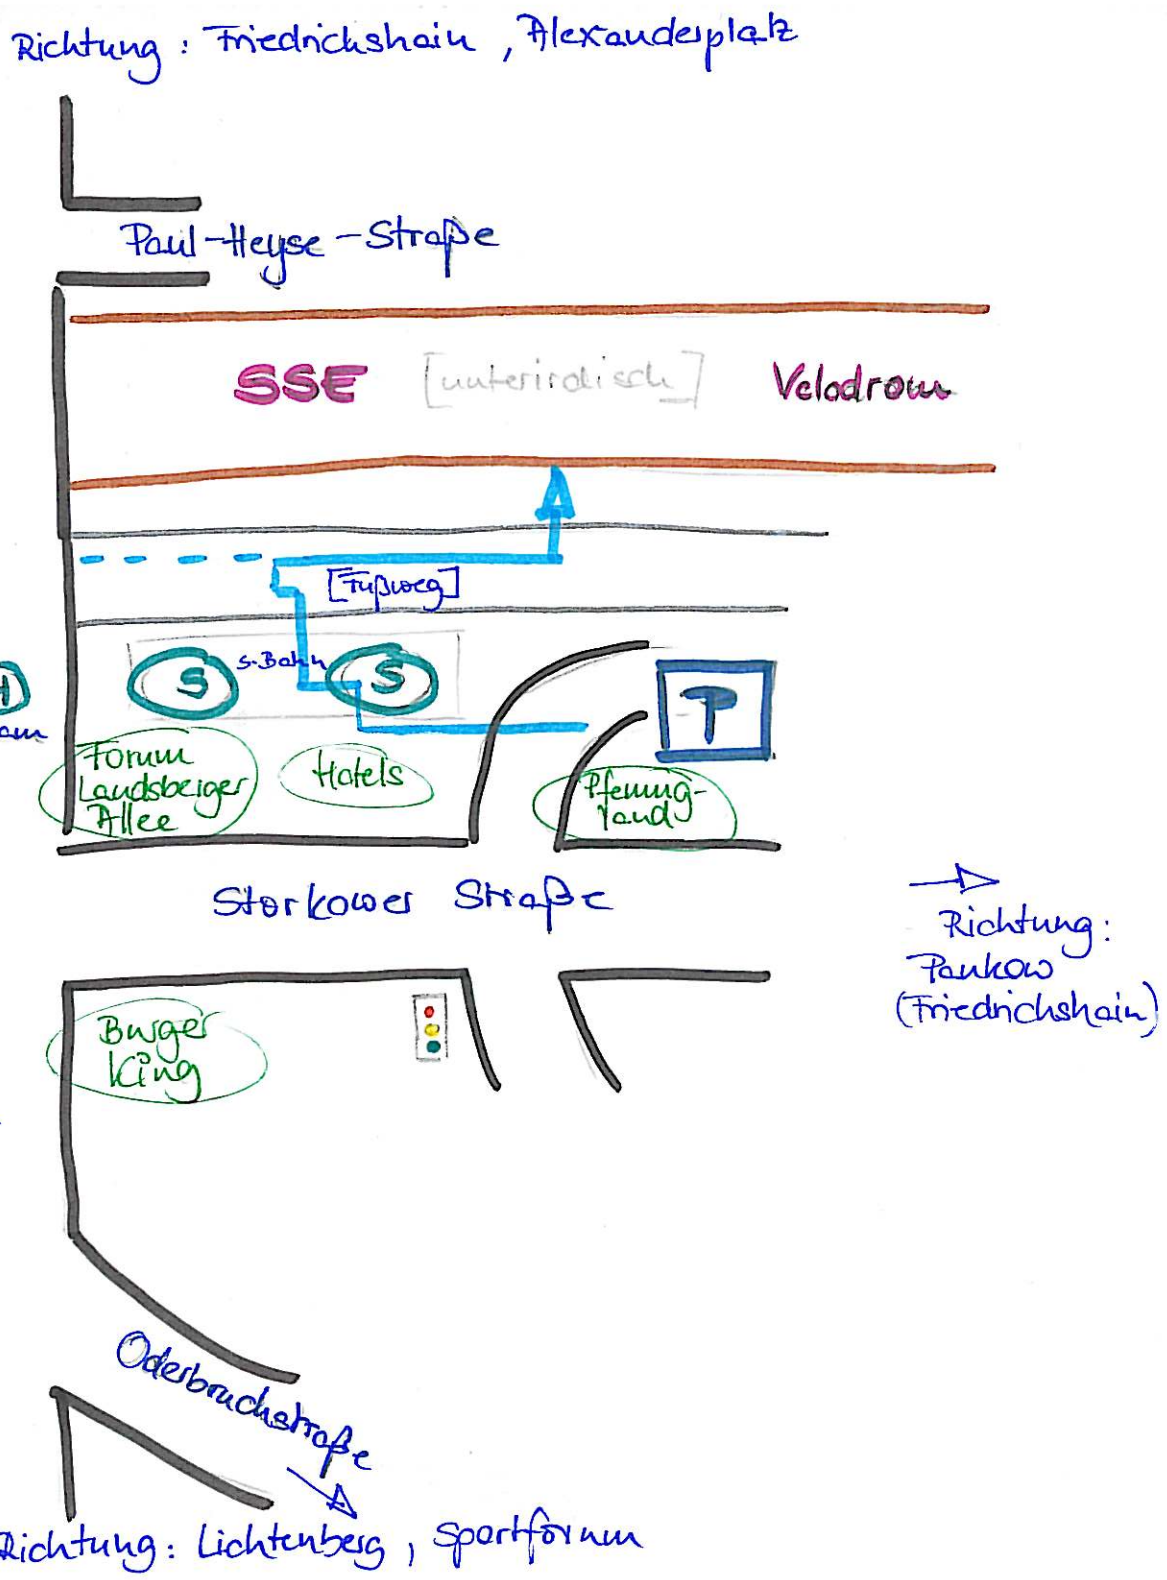 Richtung: Friedrichshain, Alexanderplatz
Paul-Heyse-Straße
SSE [unterirdisch] Velodrom
[Fußweg]
S S-Bahn S
P
Forum
Landsberger
Allee
Hotels
Pfennig-
land
Storkower Straße
Richtung:
Pankow
(Friedrichshain)
Burger
King
Oderbruchstraße
Richtung: Lichtenberg, Sportforum